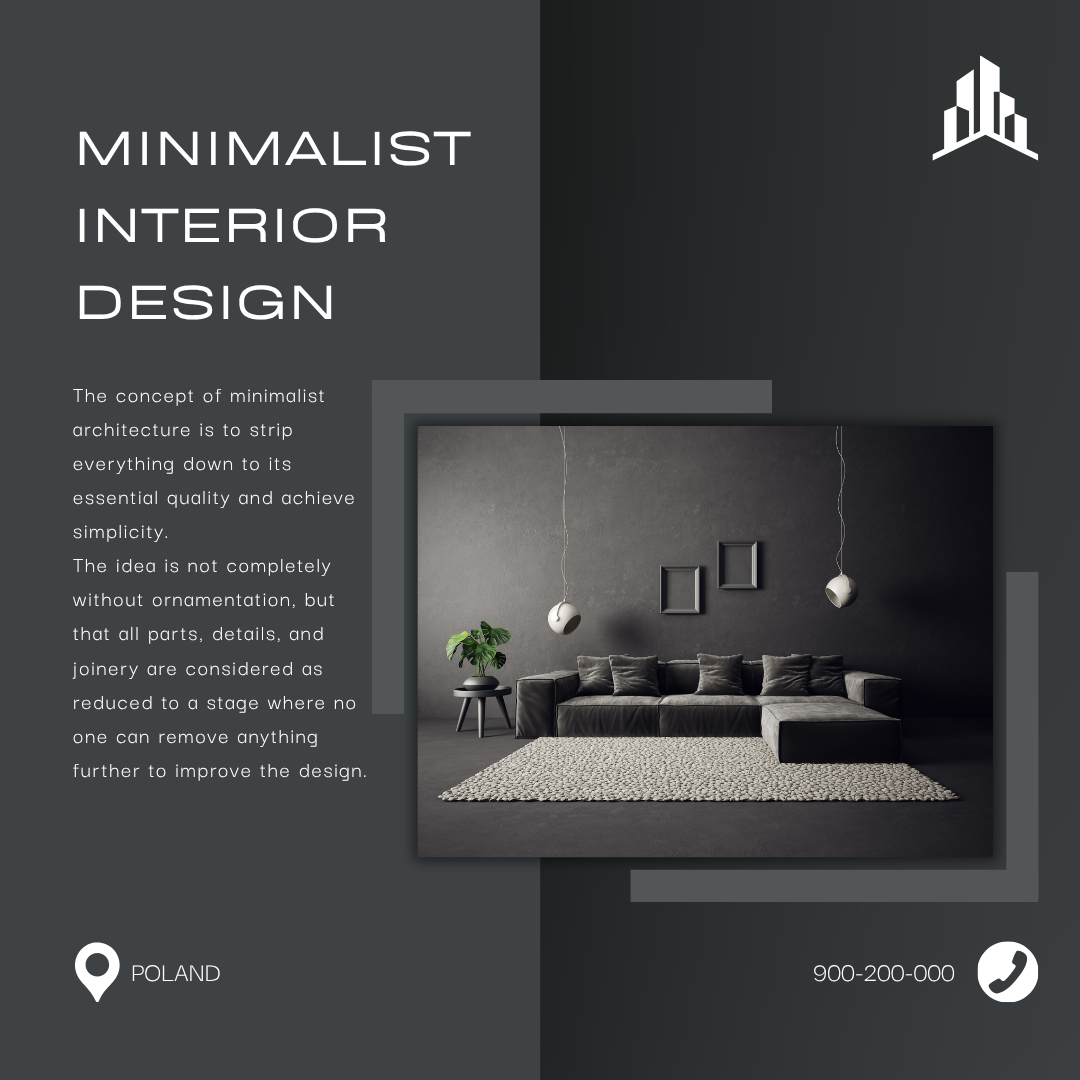 MINIMALIST
INTERIOR
DESIGN
The concept of minimalist
architecture is to strip
everything down to its
essential quality and achieve
simplicity.
The idea is not completely
without ornamentation, but
that all parts, details, and
joinery are considered as
reduced to a stage where no
one can remove anything
further to improve the design.
POLAND
900-200-000